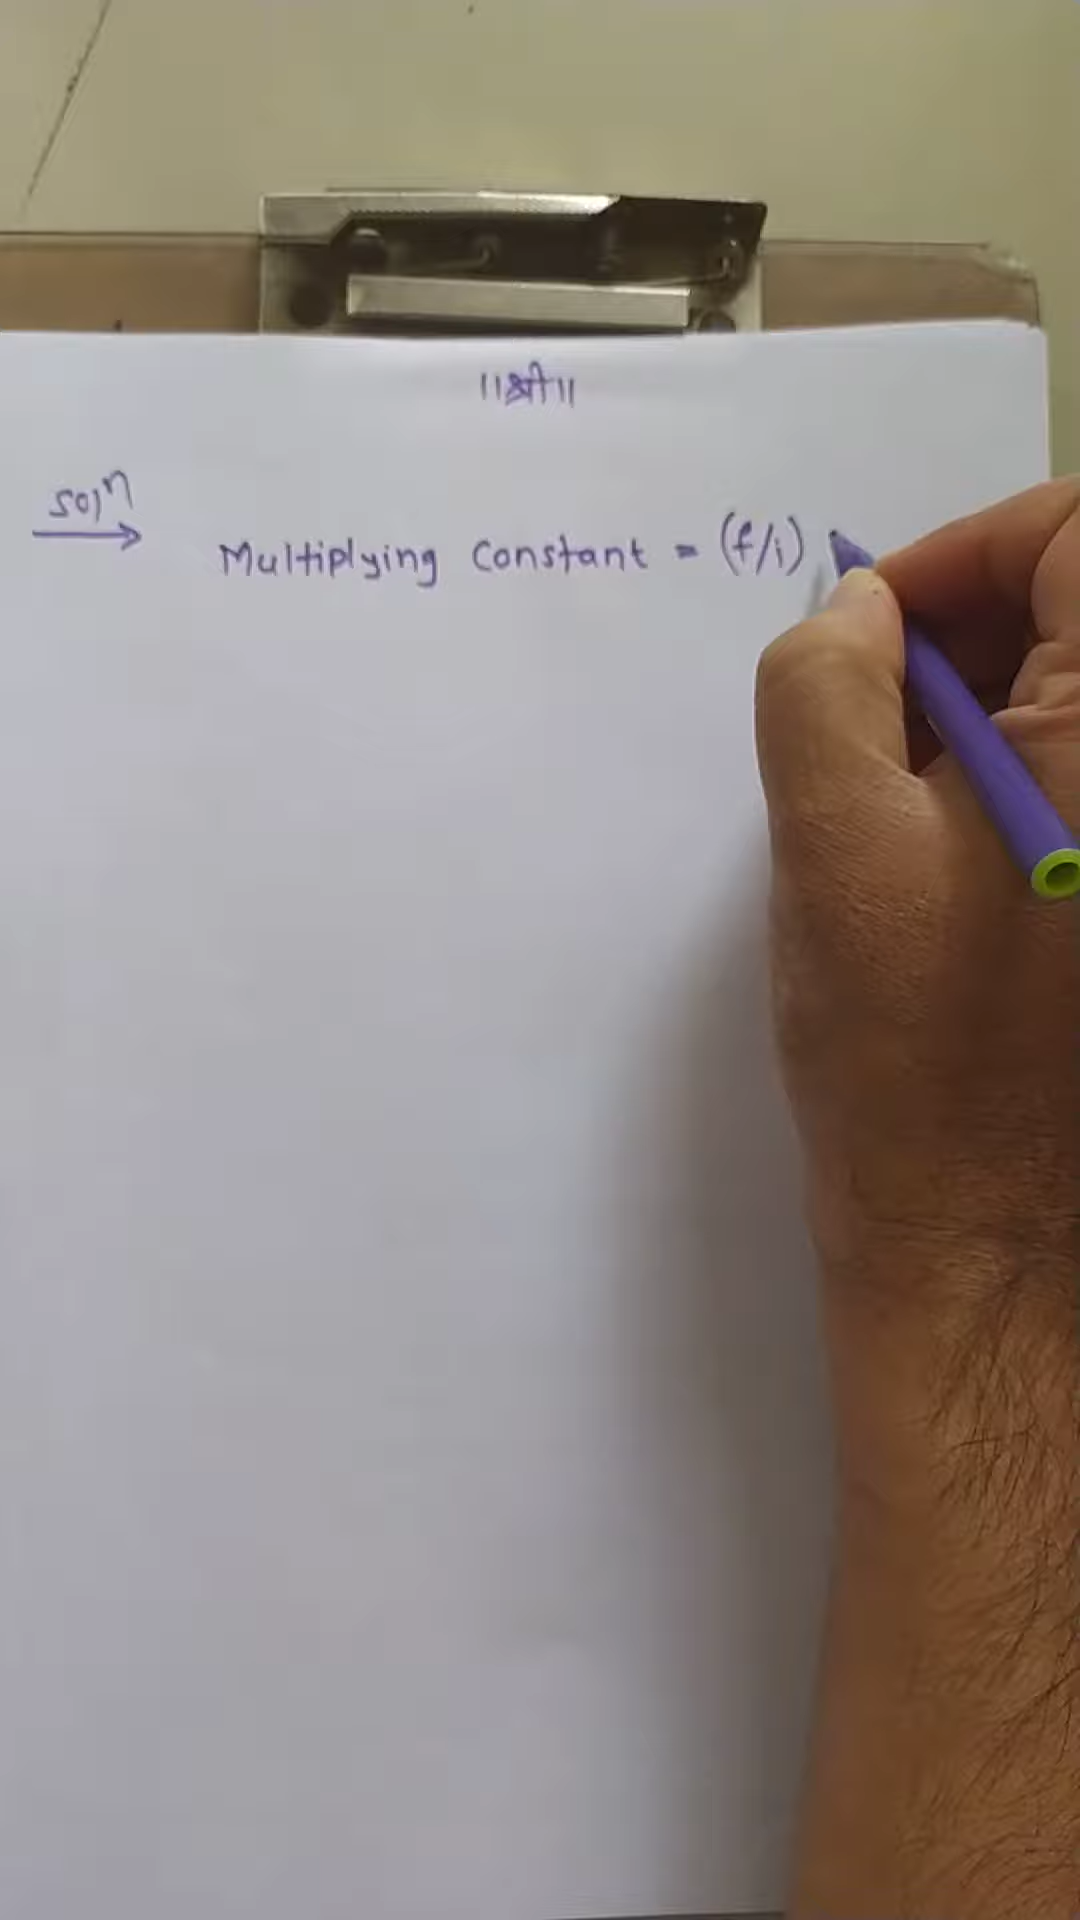 ॥श्री॥
Solⁿ
Multiplying Constant = (f/i)